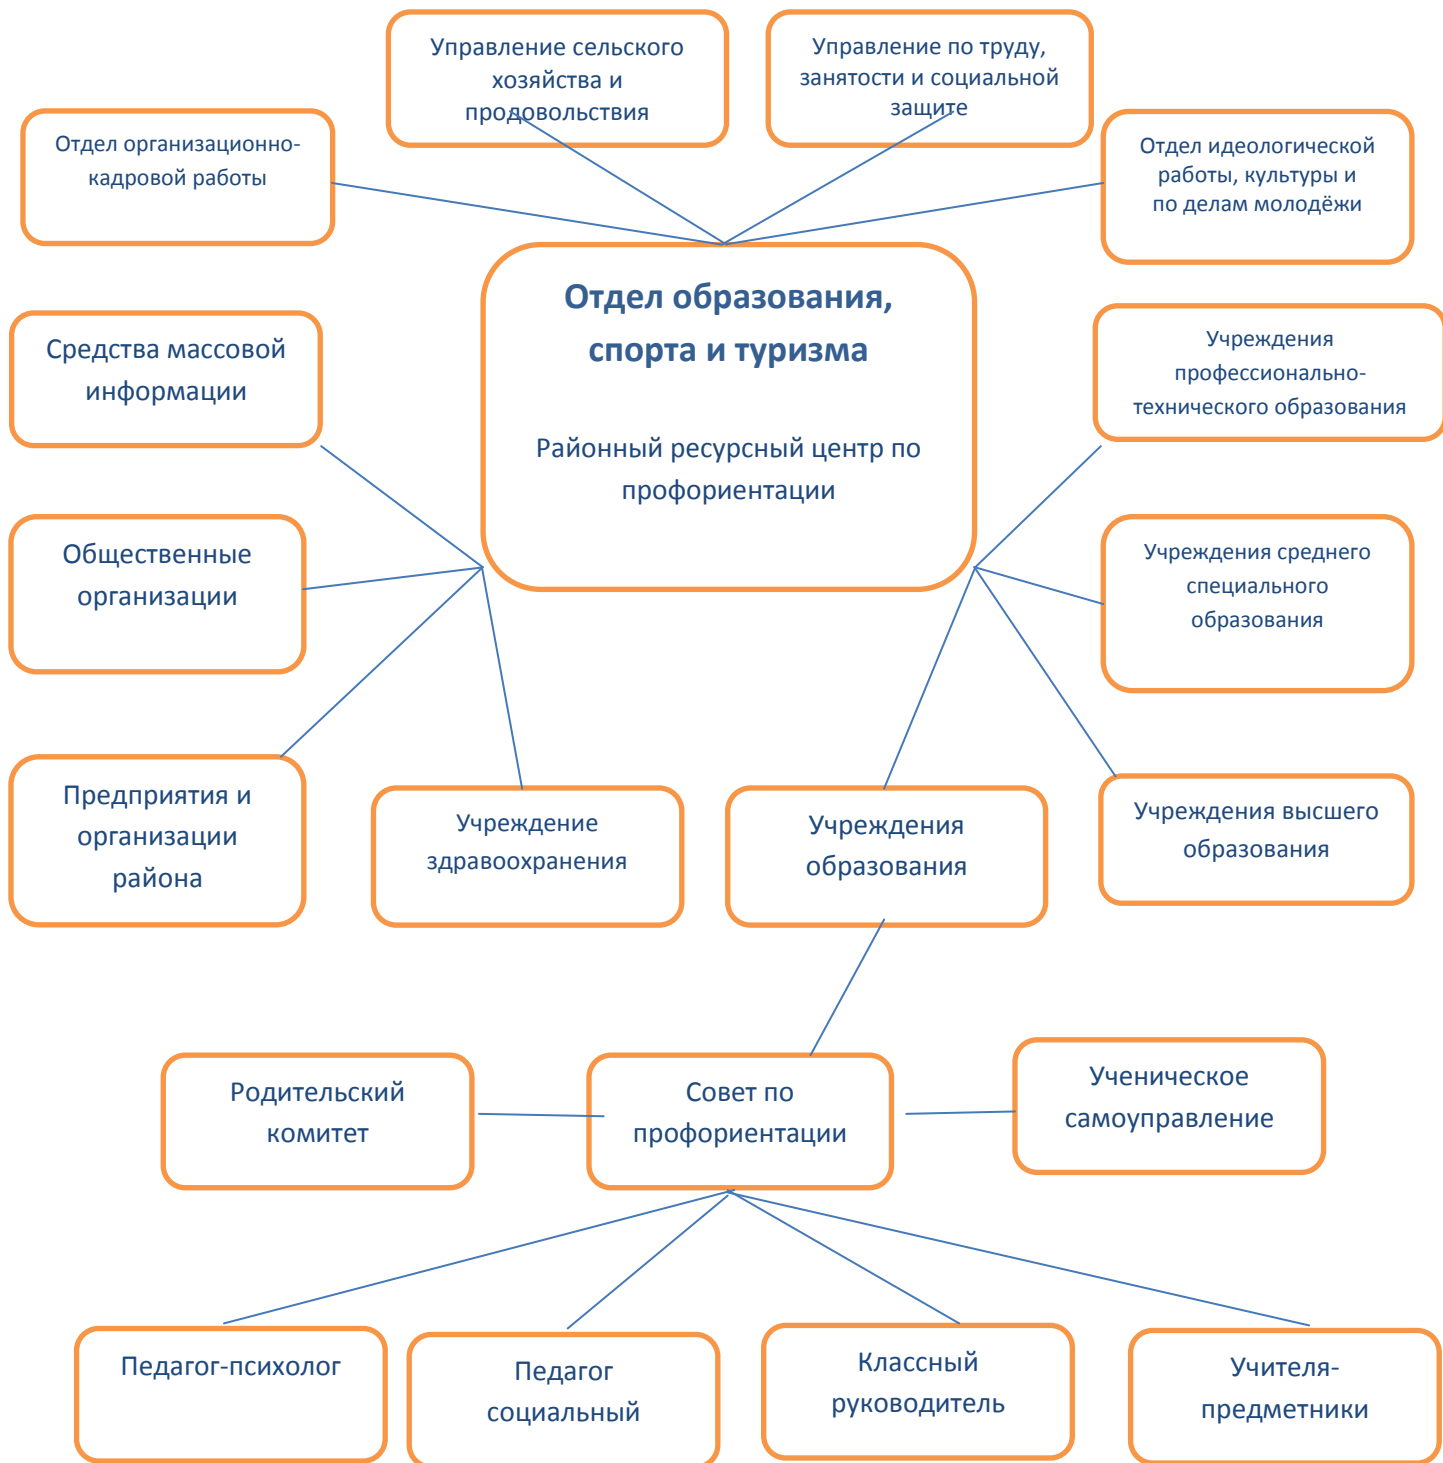 Управление сельского
хозяйства и
продовольствия
Управление по труду,
занятости и социальной
защите
Отдел организационно-
кадровой работы
Отдел идеологической
работы, культуры и
по делам молодёжи
Отдел образования,
спорта и туризма
Районный ресурсный центр по
профориентации
Средства массовой
информации
Учреждения
профессионально-
технического образования
Общественные
организации
Учреждения среднего
специального
образования
Предприятия и
организации
района
Учреждение
здравоохранения
Учреждения
образования
Учреждения высшего
образования
Родительский
комитет
Совет по
профориентации
Ученическое
самоуправление
Педагог-психолог
Педагог
социальный
Классный
руководитель
Учителя-
предметники